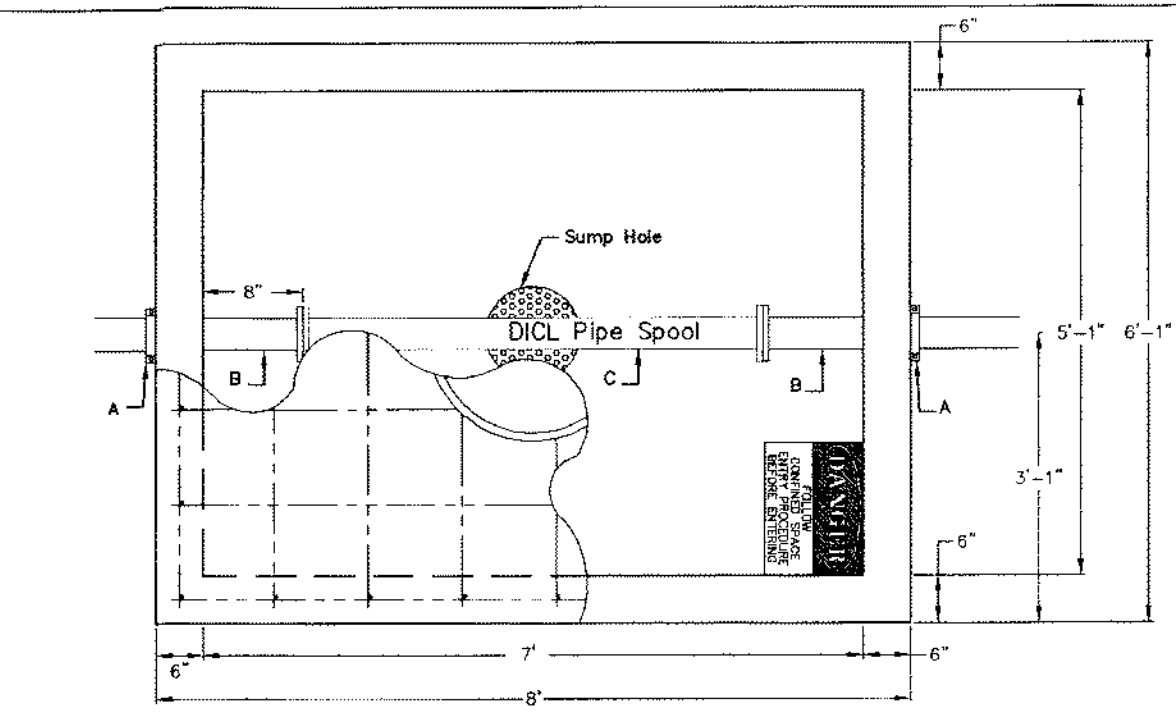 6"
Sump Hole
8"
DICL Pipe Spool
5'-1"
6'-1"
B
C
B
A
A
3'-1"
DANGER
FOLLOW
CONFINED SPACE
ENTRY PROCEDURE
BEFORE ENTERING
6"
6"
7'
6"
8'